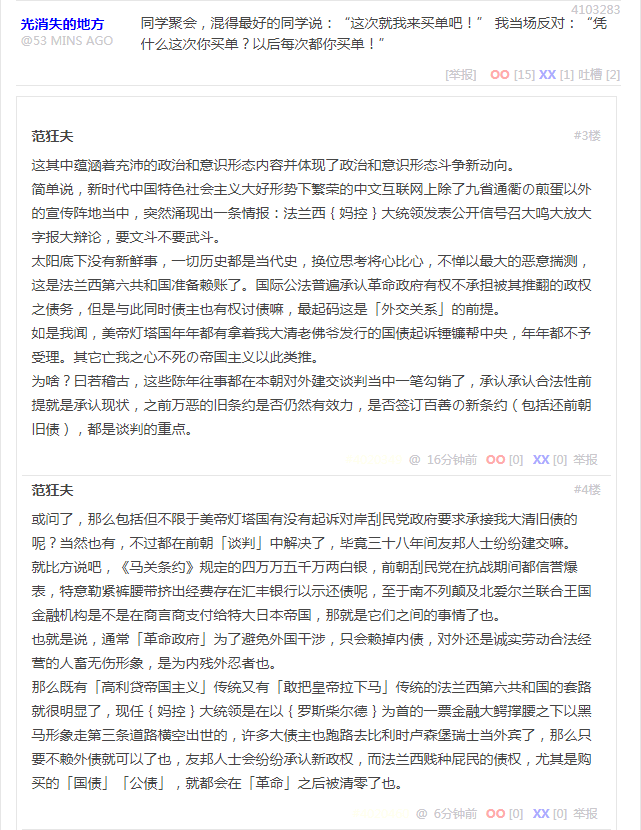 4103283
光消失的地方
@53 MINS AGO
同学聚会，混得最好的同学说：“这次就我来买单吧！” 我当场反对：“凭
什么这次你买单？以后每次都你买单！”
[举报] OO [15] XX [1] 吐槽 [2]
范狂夫 #3楼
这其中蕴涵着充沛的政治和意识形态内容并体现了政治和意识形态斗争新动向。
简单说，新时代中国特色社会主义大好形势下繁荣的中文互联网上除了九省通衢の煎蛋以外
的宣传阵地当中，突然涌现出一条情报：法兰西｛妈控｝大统领发表公开信号召大鸣大放大
字报大辩论，要文斗不要武斗。
太阳底下没有新鲜事，一切历史都是当代史，换位思考将心比心，不惮以最大的恶意揣测，
这是法兰西第六共和国准备赖账了。国际公法普遍承认革命政府有权不承担被其推翻的政权
之债务，但是与此同时债主也有权讨债嘛，最起码这是「外交关系」的前提。
如是我闻，美帝灯塔国年年都有拿着我大清老佛爷发行的国债起诉锤镰帮中央，年年都不予
受理。其它亡我之心不死の帝国主义以此类推。
为啥？曰若稽古，这些陈年往事都在本朝对外建交谈判当中一笔勾销了，承认承认合法性前
提就是承认现状，之前万恶的旧条约是否仍然有效力，是否签订百善の新条约（包括还前朝
旧债），都是谈判的重点。
@ 16分钟前 OO [0] XX [0] 举报
范狂夫 #4楼
或问了，那么包括但不限于美帝灯塔国有没有起诉对岸刮民党政府要求承接我大清旧债的
呢？当然也有，不过都在前朝「谈判」中解决了，毕竟三十八年间友邦人士纷纷建交嘛。
就比方说吧，《马关条约》规定的四万万五千万两白银，前朝刮民党在抗战期间都信誉爆
表，特意勒紧裤腰带挤出经费存在汇丰银行以示还债呢，至于南不列颠及北爱尔兰联合王国
金融机构是不是在商言商支付给特大日本帝国，那就是它们之间的事情了也。
也就是说，通常「革命政府」为了避免外国干涉，只会赖掉内债，对外还是诚实劳动合法经
营的人畜无伤形象，是为内残外忍者也。
那么既有「高利贷帝国主义」传统又有「敢把皇帝拉下马」传统的法兰西第六共和国的套路
就很明显了，现任｛妈控｝大统领是在以｛罗斯柴尔德｝为首的一票金融大鳄撑腰之下以黑
马形象走第三条道路横空出世的，许多大债主也跑路去比利时卢森堡瑞士当外宾了，那么只
要不赖外债就可以了也，友邦人士会纷纷承认新政权，而法兰西贱种屁民的债权，尤其是购
买的「国债」「公债」，就都会在「革命」之后被清零了也。
@ 6分钟前 OO [0] XX [0] 举报